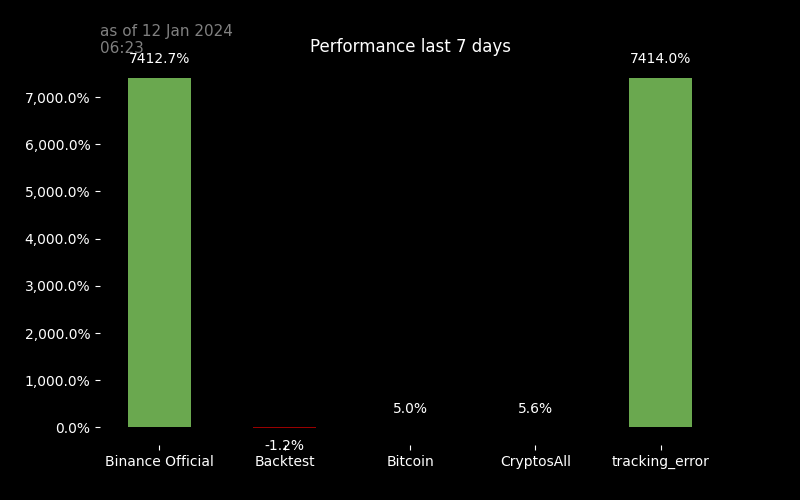 as of 12 Jan 2024
06:23
Performance last 7 days
7412.7%
7414.0%
7,000.0%
6,000.0%
5,000.0%
4,000.0%
3,000.0%
2,000.0%
1,000.0%
5.0%
5.6%
0.0%
-1.2%
Binance Official
Backtest
Bitcoin
CryptosAll
tracking_error